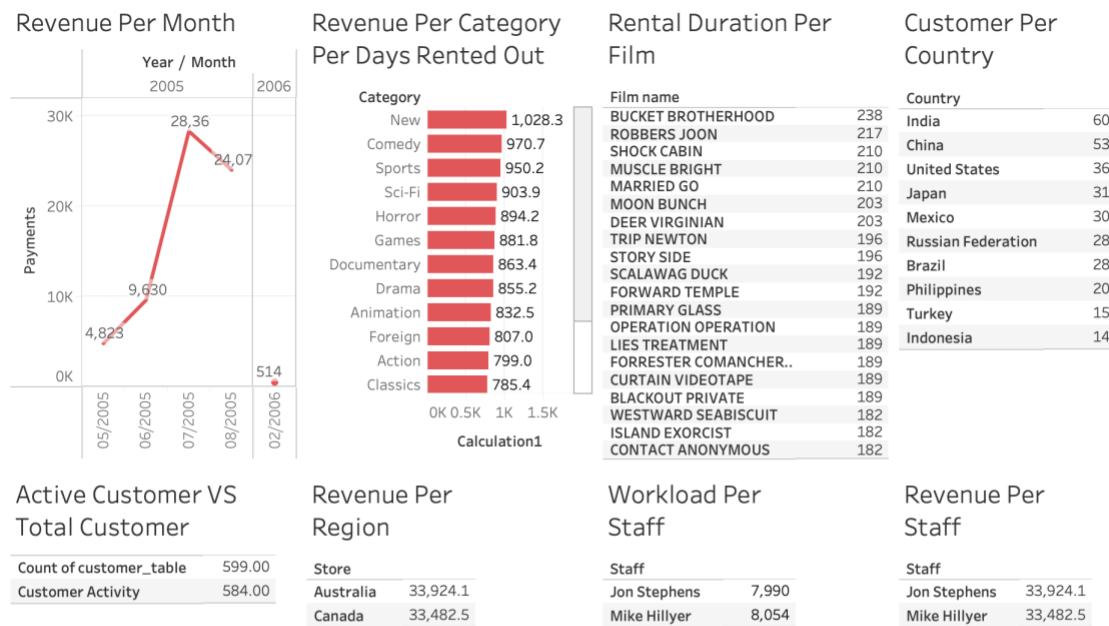 Revenue Per Month
Year / Month
2005
2006
Payments
30K
20K
10K
0K
4,823
9,630
28,36
24,07
514
05/2005
06/2005
07/2005
08/2005
02/2006
Revenue Per Category
Per Days Rented Out
Category
New 1,028.3
Comedy 970.7
Sports 950.2
Sci-Fi 903.9
Horror 894.2
Games 881.8
Documentary 863.4
Drama 855.2
Animation 832.5
Foreign 807.0
Action 799.0
Classics 785.4
0K 0.5K 1K 1.5K
Calculation1
Rental Duration Per
Film
Film name
BUCKET BROTHERHOOD 238
ROBBERS JOON 217
SHOCK CABIN 210
MUSCLE BRIGHT 210
MARRIED GO 210
MOON BUNCH 203
DEER VIRGINIAN 203
TRIP NEWTON 196
STORY SIDE 196
SCALAWAG DUCK 192
FORWARD TEMPLE 192
PRIMARY GLASS 189
OPERATION OPERATION 189
LIES TREATMENT 189
FORRESTER COMANCHER.. 189
CURTAIN VIDEOTAPE 189
BLACKOUT PRIVATE 189
WESTWARD SEABISCUIT 182
ISLAND EXORCIST 182
CONTACT ANONYMOUS 182
Customer Per
Country
Country
India 60
China 53
United States 36
Japan 31
Mexico 30
Russian Federation 28
Brazil 28
Philippines 20
Turkey 15
Indonesia 14
Active Customer VS
Total Customer
Count of customer_table 599.00
Customer Activity 584.00
Revenue Per
Region
Store
Australia 33,924.1
Canada 33,482.5
Workload Per
Staff
Staff
Jon Stephens 7,990
Mike Hillyer 8,054
Revenue Per
Staff
Staff
Jon Stephens 33,924.1
Mike Hillyer 33,482.5